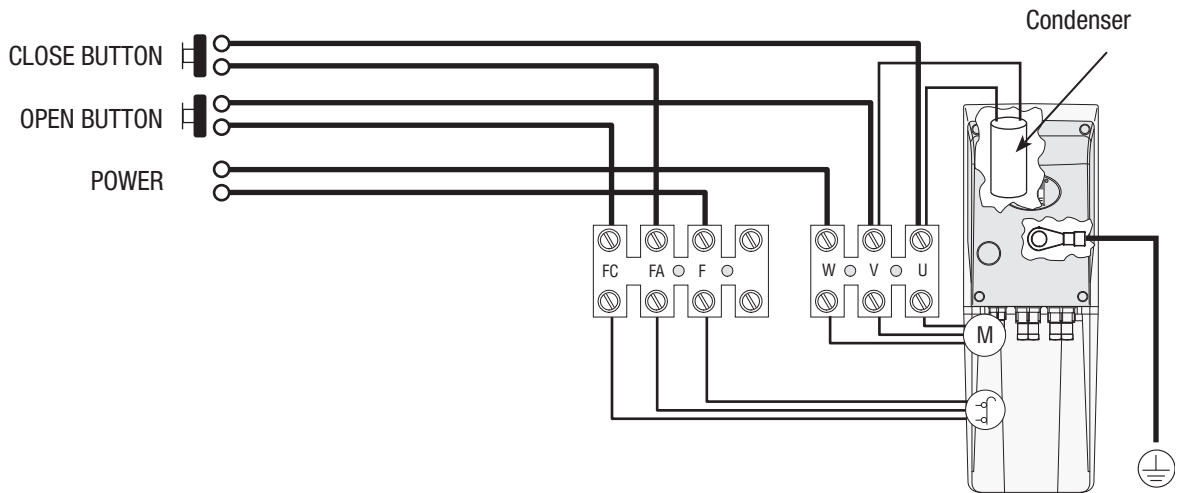 Condenser
CLOSE BUTTON
OPEN BUTTON
POWER
FC FA F W V U
M